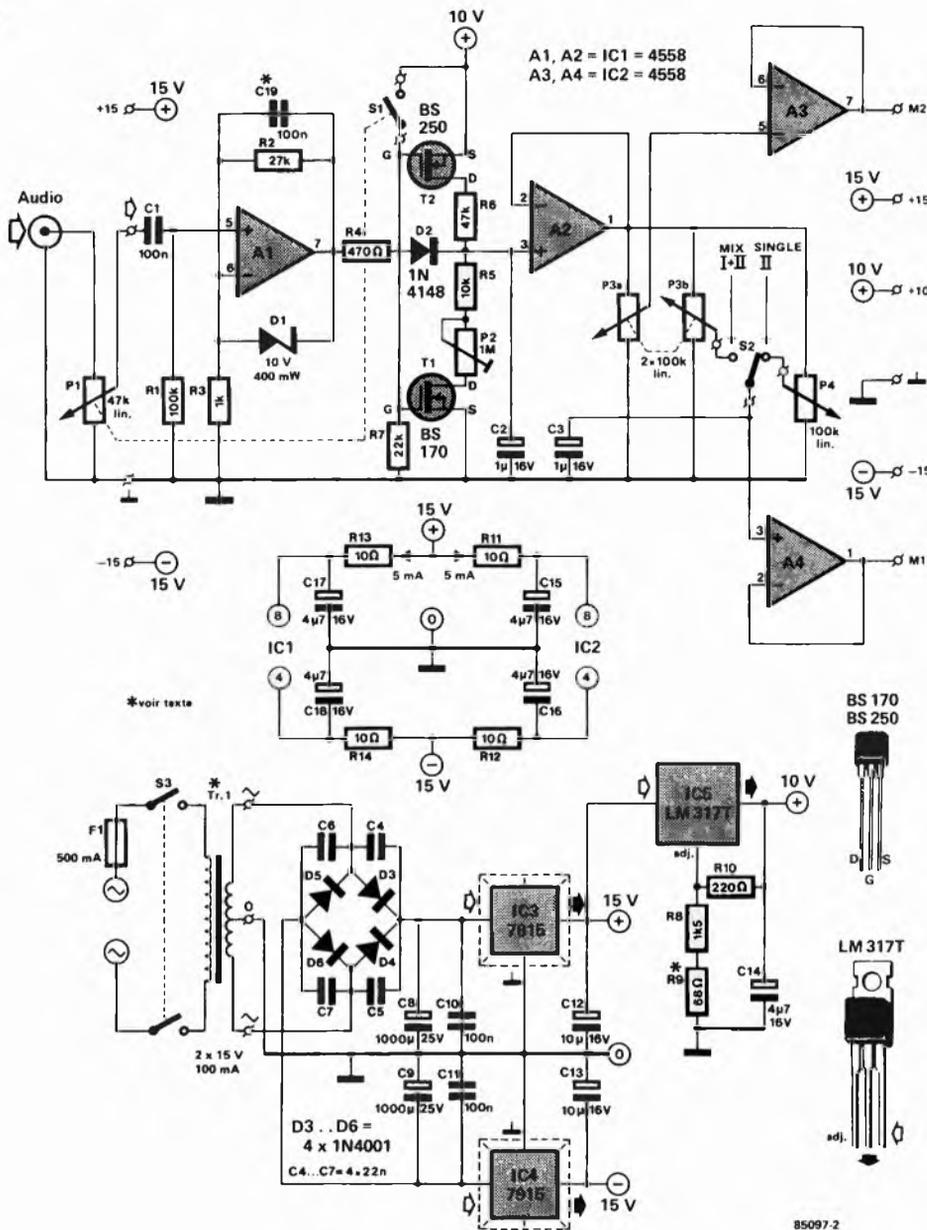 10 V
A1, A2 = IC1 = 4558
A3, A4 = IC2 = 4558
15 V
+15
*
C19
100n
R2
27k
S1
BS
250
G
S
D
T2
6
7
5
A3
M2
Audio
C1
100n
5
6
7
A1
R4
470Ω
D2
1N
4148
R6
47k
2
3
1
A2
15 V
+15
MIX
I+II
SINGLE
II
10 V
+10
R5
10k
P3a
P3b
2×100k
lin.
S2
D1
10 V
400 mW
P2
1M
P1
47k
lin.
R1
100k
R3
1k
T1
D
G
S
R7
22k
BS
170
C2
1µ 16V
C3
1µ 16V
P4
100k
lin.
-15
15 V
-15
15 V
15 V
R13
10Ω
R11
10Ω
5 mA
5 mA
C17
4µ7 16V
C15
4µ7 16V
8
0
8
IC1
IC2
4
4µ7
C18 16V
4µ7 16V
C16
4
R14
10Ω
R12
10Ω
15 V
3
2
1
A4
M1
*voir texte
BS 170
BS 250
D
G
S
S3
*
Tr.1
F1
500 mA
0
2 x 15 V
100 mA
C6
C4
D5
D3
D6
D4
C7
C5
IC3
7815
15 V
IC5
LM 317T
adj.
10 V
R10
220Ω
R8
1k5
*
R9
68Ω
C14
4µ7
16V
LM 317T
adj.
C8
1000µ 25V
C10
100n
C12
10µ 16V
0
C9
1000µ 25V
C11
100n
C13
10µ 16V
D3 .. D6 =
4 x 1N4001
C4...C7=4x22n
IC4
7915
15 V
85097-2